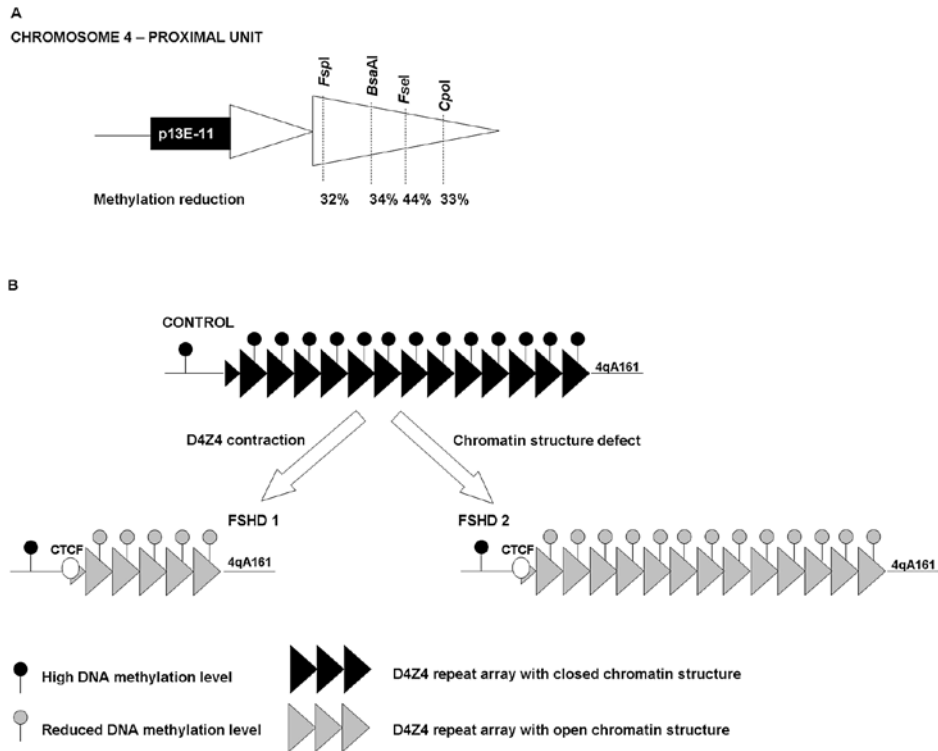 A
CHROMOSOME 4 – PROXIMAL UNIT
FspI
BsaAI
FseI
CpoI
p13E-11
Methylation reduction
32% 34% 44% 33%
B
CONTROL
4qA161
D4Z4 contraction
Chromatin structure defect
FSHD 1
FSHD 2
CTCF
4qA161
CTCF
4qA161
High DNA methylation level
D4Z4 repeat array with closed chromatin structure
Reduced DNA methylation level
D4Z4 repeat array with open chromatin structure